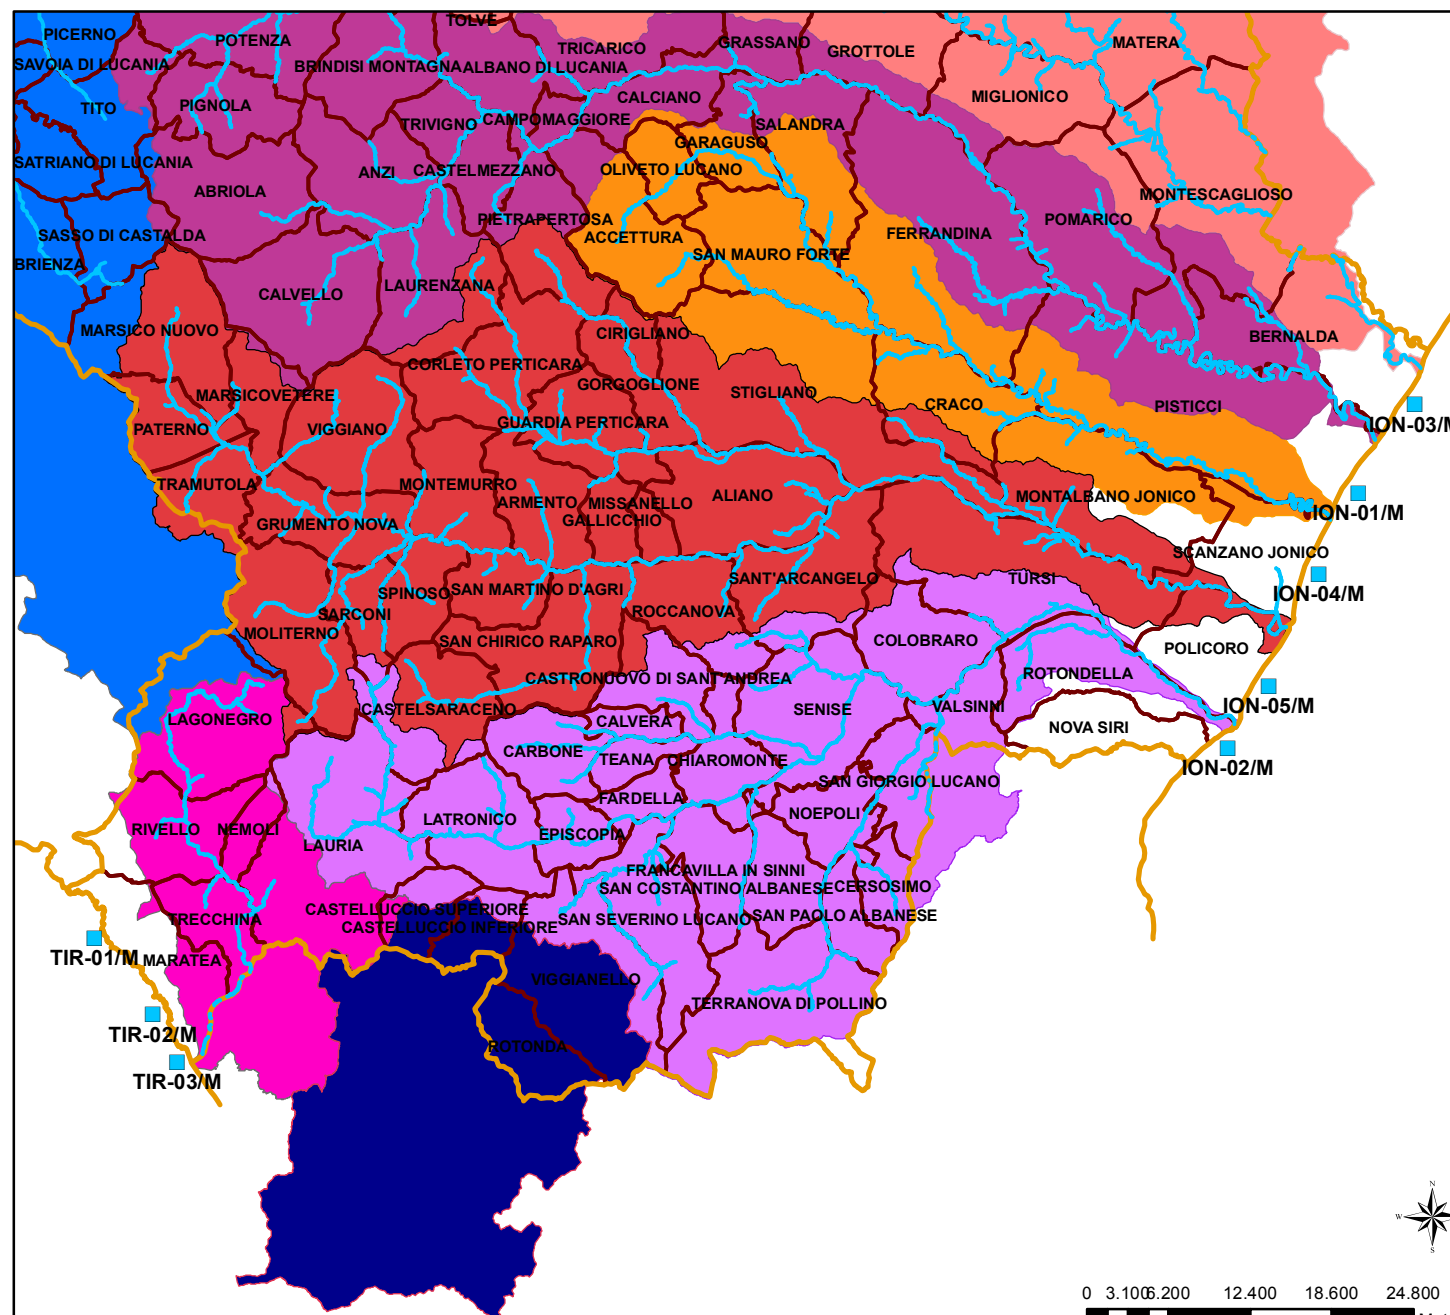 TOLVE
PICERNO
POTENZA
GRASSANO
MATERA
TRICARICO
GROTTOLE
SAVOIA DI LUCANIA
BRINDISI MONTAGNA
ALBANO DI LUCANIA
CALCIANO
MIGLIONICO
TITO
PIGNOLA
TRIVIGNO
CAMPOMAGGIORE
SALANDRA
GARAGUSO
SATRIANO DI LUCANIA
ANZI
CASTELMEZZANO
OLIVETO LUCANO
ABRIOLA
MONTESCAGLIOSO
PIETRAPERTOSA
POMARICO
SASSO DI CASTALDA
ACCETTURA
FERRANDINA
SAN MAURO FORTE
BRIENZA
CALVELLO
LAURENZANA
MARSICO NUOVO
CIRIGLIANO
BERNALDA
CORLETO PERTICARA
GORGOGLIONE
MARSICOVETERE
STIGLIANO
CRACO
PISTICCI
PATERNO
VIGGIANO
GUARDIA PERTICARA
ION-03/M
TRAMUTOLA
MONTEMURRO
ARMENTO
MISSANELLO
ALIANO
MONTALBANO JONICO
ION-01/M
GRUMENTO NOVA
GALLICCHIO
SCANZANO JONICO
SPINOSO
SAN MARTINO D'AGRI
SANT'ARCANGELO
TURSI
ION-04/M
SARCONI
ROCCANOVA
MOLITERNO
SAN CHIRICO RAPARO
COLOBRARO
POLICORO
CASTRONUOVO DI SANT'ANDREA
ROTONDELLA
LAGONEGRO
CASTELSARACENO
CALVERA
SENISE
VALSINNI
ION-05/M
NOVA SIRI
CARBONE
TEANA
CHIAROMONTE
ION-02/M
SAN GIORGIO LUCANO
FARDELLA
NOEPOLI
RIVELLO
NEMOLI
LATRONICO
EPISCOPIA
LAURIA
FRANCAVILLA IN SINNI
SAN COSTANTINO ALBANESE
CERSOSIMO
TRECCHINA
CASTELLUCCIO SUPERIORE
CASTELLUCCIO INFERIORE
SAN SEVERINO LUCANO
SAN PAOLO ALBANESE
TIR-01/M
MARATEA
VIGGIANELLO
TERRANOVA DI POLLINO
TIR-02/M
ROTONDA
TIR-03/M
N
W
S
0 3.100 6.200 12.400 18.600 24.800